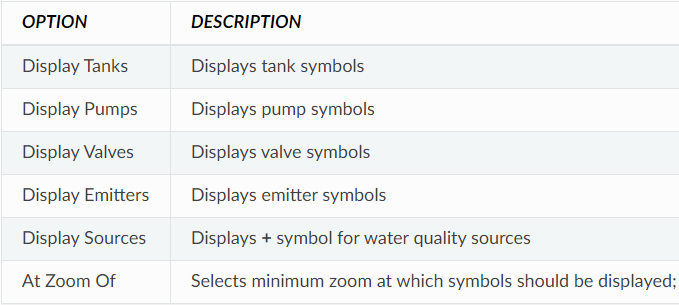 OPTION DESCRIPTION
Display Tanks Displays tank symbols
Display Pumps Displays pump symbols
Display Valves Displays valve symbols
Display Emitters Displays emitter symbols
Display Sources Displays + symbol for water quality sources
At Zoom Of Selects minimum zoom at which symbols should be displayed;